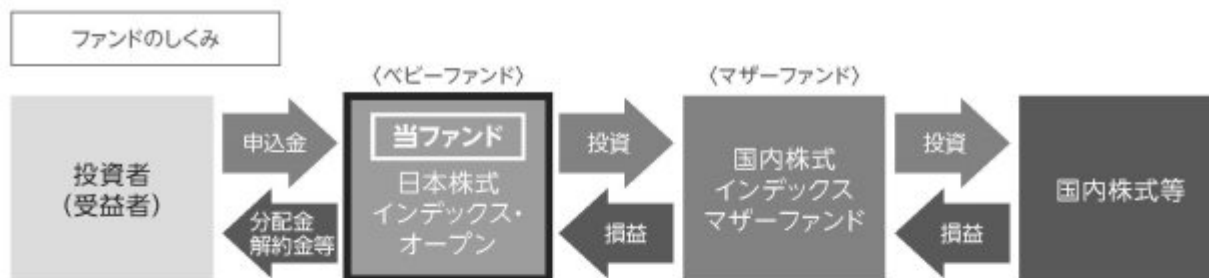 ファンドのしくみ
〈ベビーファンド〉
〈マザーファンド〉
投資者
(受益者)
申込金
分配金
解約金等
当ファンド
日本株式
インデックス・
オープン
投資
損益
国内株式
インデックス
マザーファンド
投資
損益
国内株式等